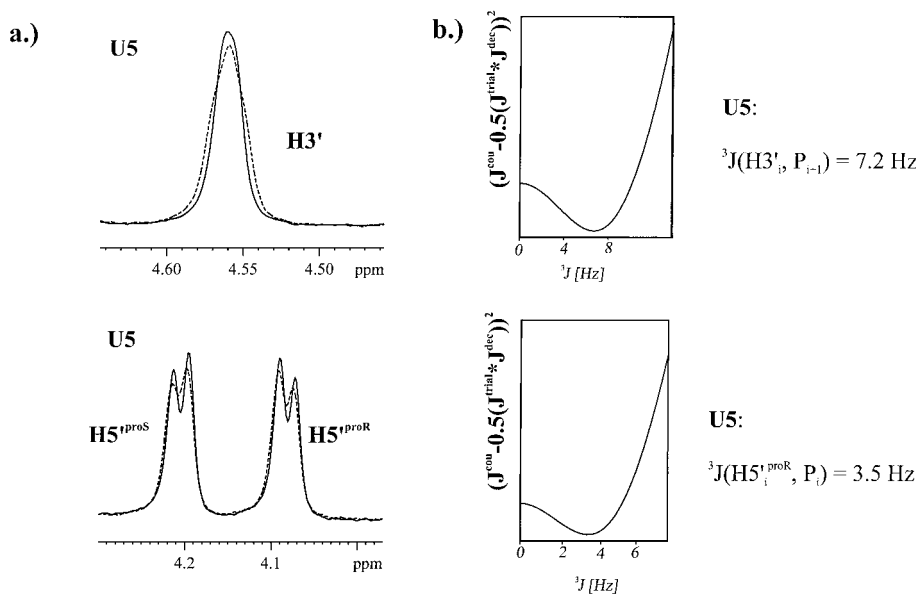 a.)
U5
H3'
4.60 4.55 4.50 ppm
U5
H5'proS H5'proR
4.2 4.1 ppm
b.)
(Jcou-0.5(Jtrial*Jdec))2
0 4 8
3J [Hz]
U5:
3J(H3'i, Pi+1) = 7.2 Hz
(Jcou-0.5(Jtrial*Jdec))2
0 2 4 6
3J [Hz]
U5:
3J(H5'iproR, Pi) = 3.5 Hz